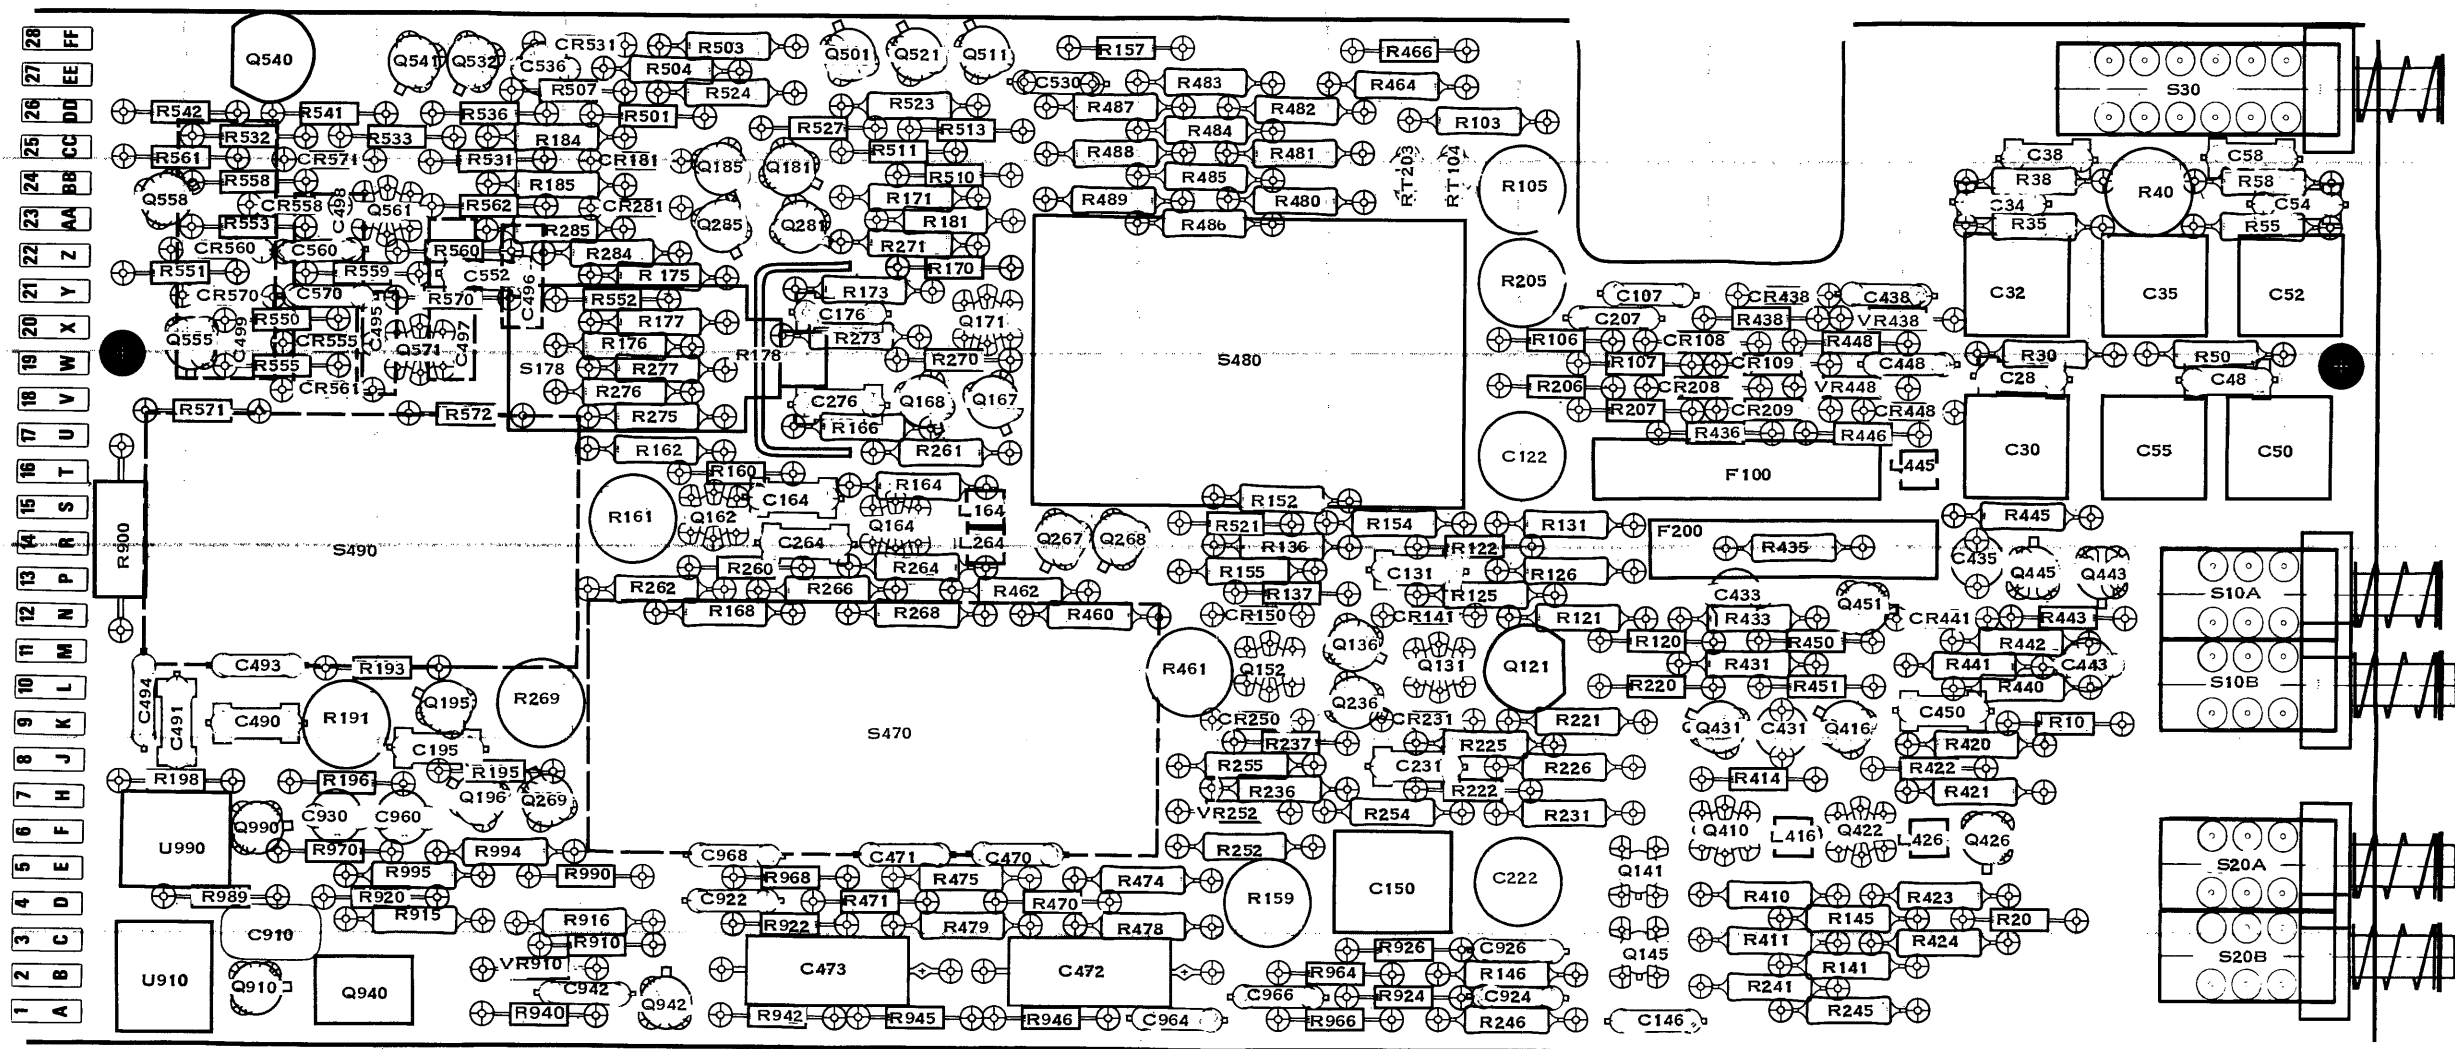 28 FF
27 EE
26 DD
25 CC
24 BB
23 AA
22 Z
21 Y
20 X
19 W
18 V
17 U
16 T
15 S
14 R
13 P
12 N
11 M
10 L
9 K
8 J
7 H
6 F
5 E
4 D
3 C
2 B
1 A
Q540 Q541 Q532 CR531 C536 R503 R504 Q501 Q521 Q511 R157 R466
R507 R524 C530 R483 R464 S30
R542 R541 R536 R501 R523 R487 R482 R103
R532 R533 R184 R527 R513 R484
R561 CR571 R531 CR181 Q185 Q181 R511 R488 R481 RT203 RT104 C38 C58
R558 R185 R510 R485 R105 R38 R40 R58
Q558 CR558 C498 Q561 R562 CR281 R171 R489 R480 C34 C54
R553 R285 Q285 Q281 R181 R486 R35 R55
CR560 C560 R560 R284 R271
R551 R559 C552 C496 R175 R170 R205
CR570 C570 R570 R552 R173 C107 CR438 C438 C32 C35 C52
R550 C495 R177 C176 Q171 C207 R438 VR438
Q555 C499 CR555 Q571 C497 R176 R178 R273 R106 CR108 R448
R555 S178 R277 R270 S480 R107 CR109 C448 R30 R50
CR561 R276 C276 Q168 Q167 R206 CR208 VR448 C28 C48
R571 R572 R275 R166 R207 CR209 CR448
R162 R261 C122 R436 R446 C30 C55 C50
R160 R164 F100 L445
R900 S490 R161 Q162 C164 Q164 L164 R152
C264 L264 Q267 Q268 R521 R154 R131 F200 R435 R445
R260 R264 R136 R122 C435 Q445 Q443
R262 R266 R462 R155 C131 R126 S10A
R168 R268 R460 R137 R125 C433 Q451
CR150 CR141 R121 R433 CR441 R443
C493 R193 R461 Q152 Q136 Q131 Q121 R120 R450 R442
R431 R441 C443
C494 C491 C490 R191 Q195 R269 Q236 R220 R451 R440 S10B
C195 S470 CR250 CR231 R221 Q431 C431 Q416 C450 R10
R237 R225 R420
R198 R196 R195 R255 C231 R226 R414 R422
C930 C960 Q196 Q269 R236 R222 R421
U990 Q990 VR252 R254 R231 Q410 L416 Q422 L426 Q426
R970 R994 C968 C471 C470 R252 S20A
R995 R990 R968 R475 R474 R159 C150 C222 Q141
R989 R920 C922 R471 R470 R410 R423
C910 R915 R916 R922 R479 R478 R145 R20
R910 R926 C926 Q145 R411 R424 S20B
U910 Q910 Q940 VR910 C473 C472 R964 R146 R141
C942 Q942 C966 R924 C924 R241
R940 R942 R945 R946 C964 R966 R246 C146 R245